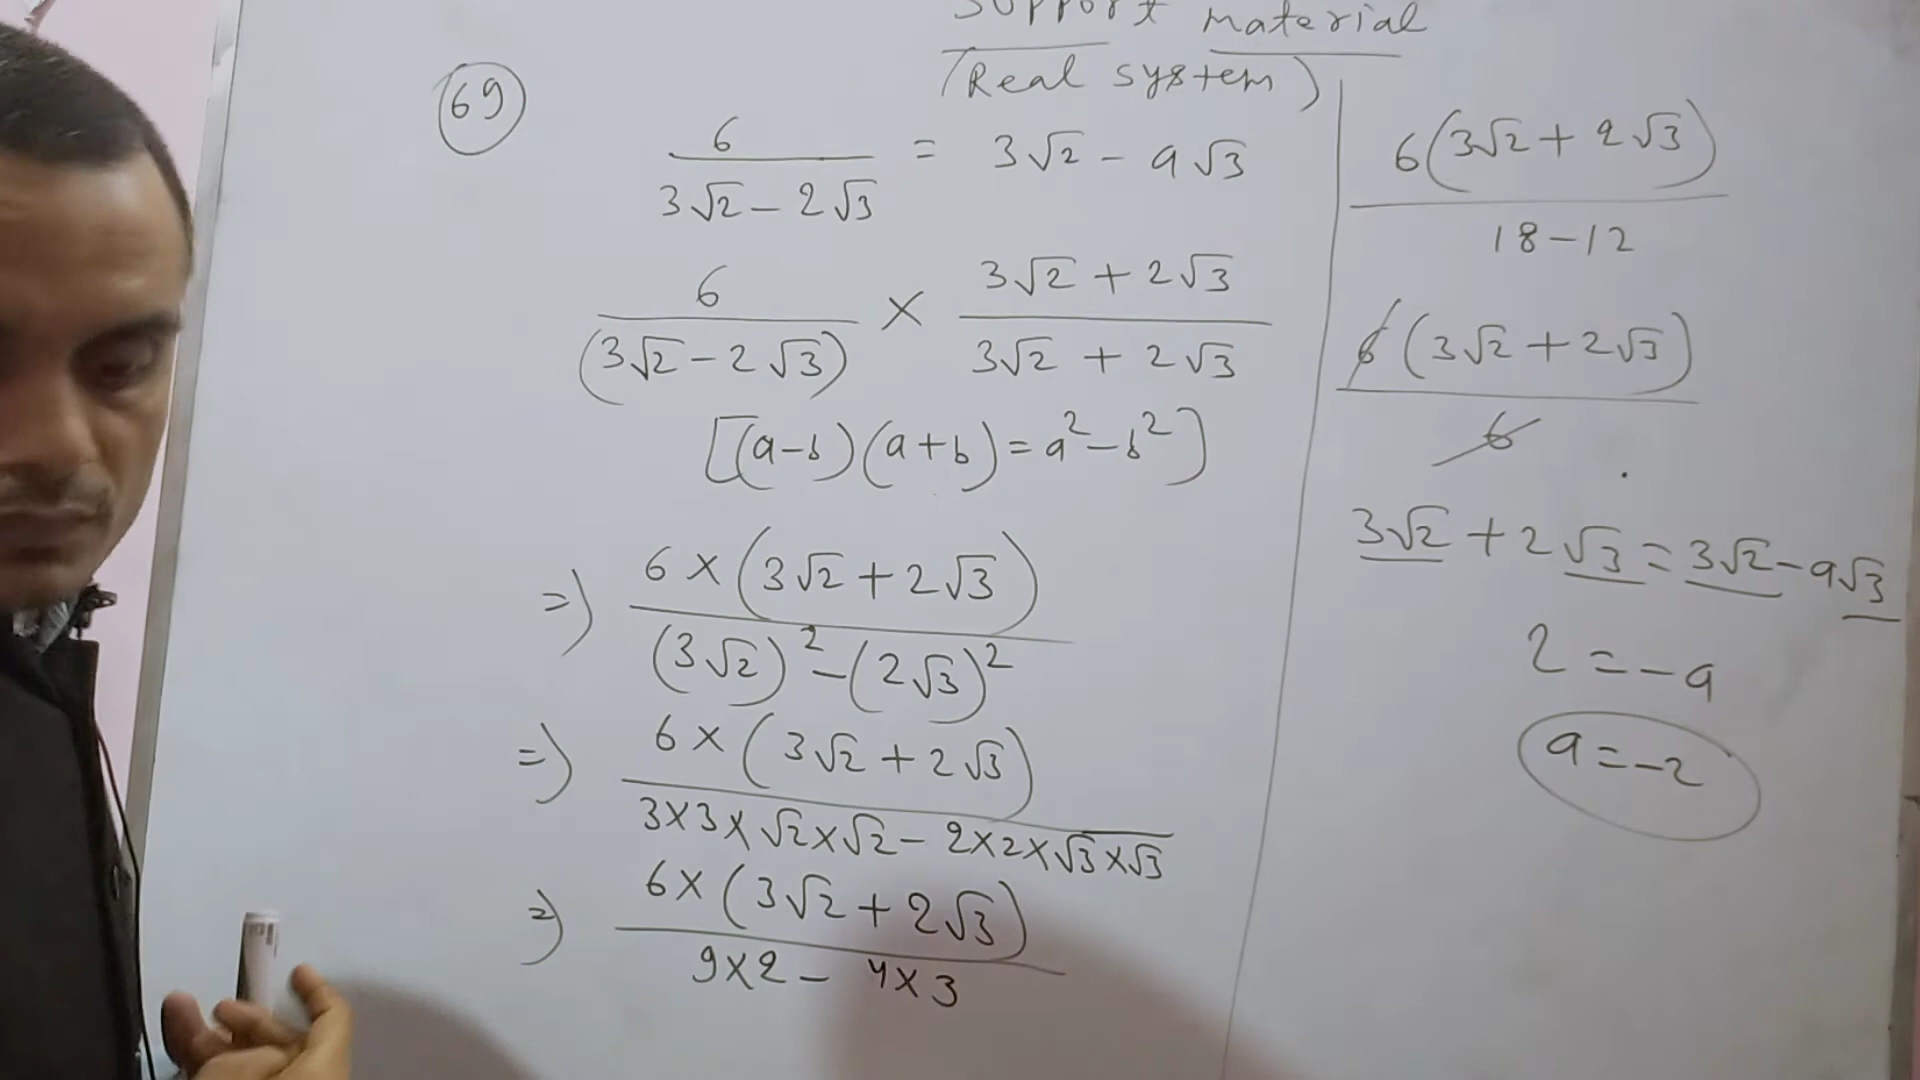 Support material
(Real system)
69
6/(3√2 - 2√3) = 3√2 - a√3
6/(3√2 - 2√3) × (3√2 + 2√3)/(3√2 + 2√3)
[(a-b)(a+b) = a² - b²]
=) 6 × (3√2 + 2√3)/((3√2)² - (2√3)²)
=) 6 × (3√2 + 2√3)/(3×3×√2×√2 - 2×2×√3×√3)
=) 6 × (3√2 + 2√3)/(9×2 - 4×3)
6(3√2 + 2√3)/(18-12)
6(3√2 + 2√3)/6
3√2 + 2√3 = 3√2 - a√3
2 = -a
a = -2